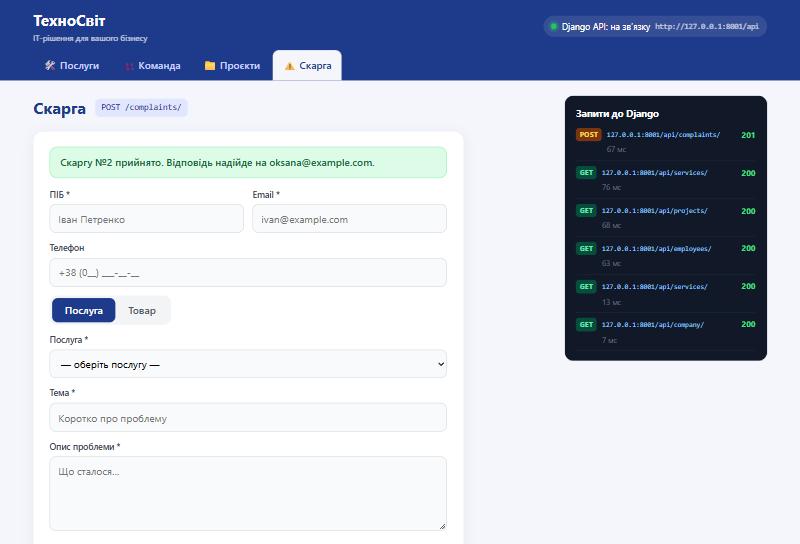 ТехноСвіт
ІТ-рішення для вашого бізнесу
Django API: на зв'язку http://127.0.0.1:8001/api
Послуги Команда Проєкти Скарга
Скарга POST /complaints/
Скаргу №2 прийнято. Відповідь надійде на oksana@example.com.
ПІБ * Email *
Іван Петренко ivan@example.com
Телефон
+38 (0__) ___-__-__
Послуга Товар
Послуга *
— оберіть послугу —
Тема *
Коротко про проблему
Опис проблеми *
Що сталося...
Запити до Django
POST 127.0.0.1:8001/api/complaints/ 201
67 мс
GET 127.0.0.1:8001/api/services/ 200
76 мс
GET 127.0.0.1:8001/api/projects/ 200
68 мс
GET 127.0.0.1:8001/api/employees/ 200
63 мс
GET 127.0.0.1:8001/api/services/ 200
13 мс
GET 127.0.0.1:8001/api/company/ 200
7 мс